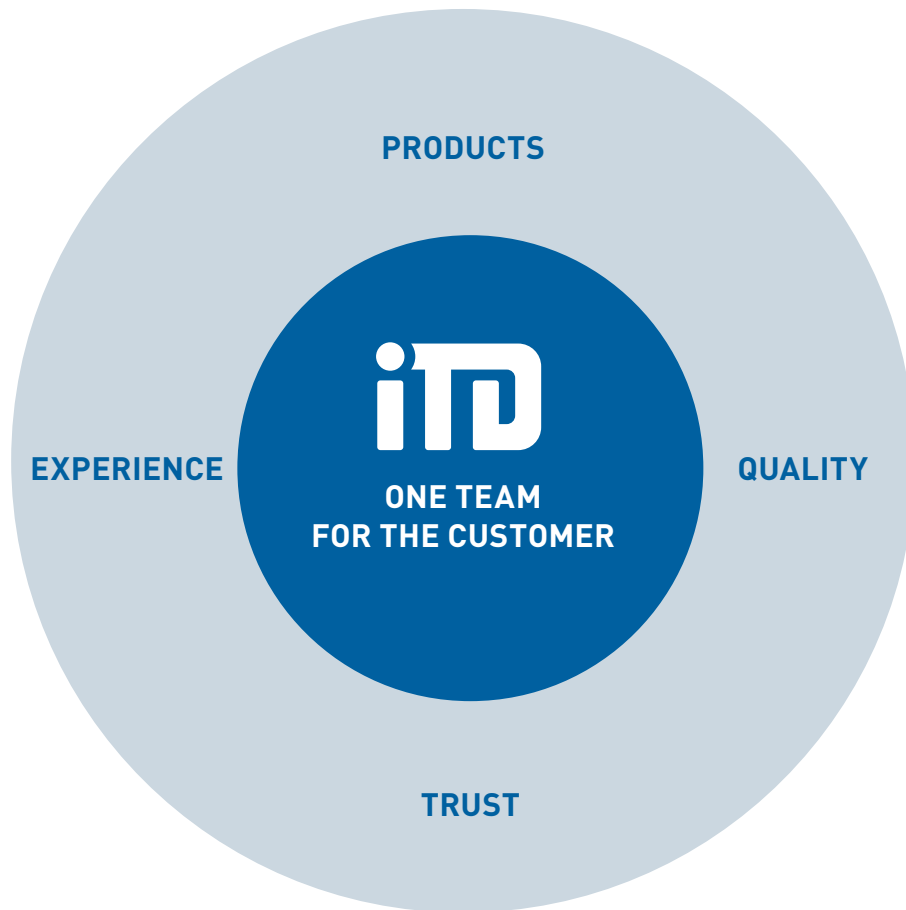 PRODUCTS
iTD
EXPERIENCE
QUALITY
ONE TEAM
FOR THE CUSTOMER
TRUST